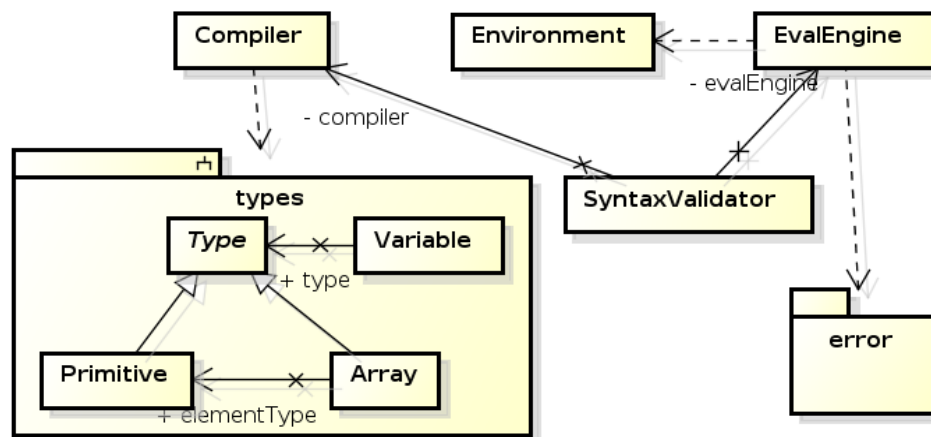 Compiler
Environment
EvalEngine
- evalEngine
- compiler
types
SyntaxValidator
Type
Variable
+ type
error
Primitive
Array
+ elementType